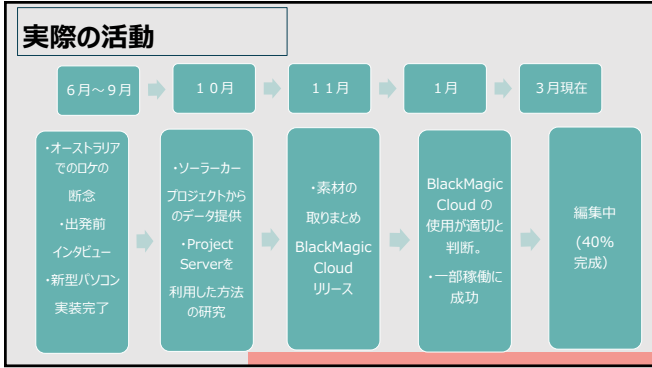 実際の活動
6月～9月
10月
11月
1月
3月現在
・オーストラリア
でのロケの
断念
・出発前
インタビュー
・新型パソコン
実装完了
・ソーラーカー
プロジェクトから
のデータ提供
・Project
Serverを
利用した方法
の研究
・素材の
取りまとめ
BlackMagic
Cloud
リリース
BlackMagic
Cloud の
使用が適切と
判断。
・一部稼働に
成功
編集中
(40%
完成)